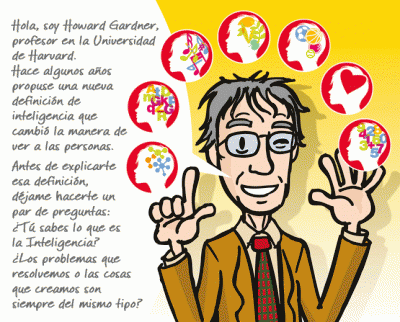 Hola, soy Howard Gardner,
profesor en la Universidad
de Harvard.
Hace algunos años
propuse una nueva
definición de
inteligencia que
cambió la manera de
ver a las personas.
Antes de explicarte
esa definición,
déjame hacerte un
par de preguntas:
¿Tú sabes lo que es
la Inteligencia?
¿Los problemas que
resolvemos o las cosas
que creamos son
siempre del mismo tipo?